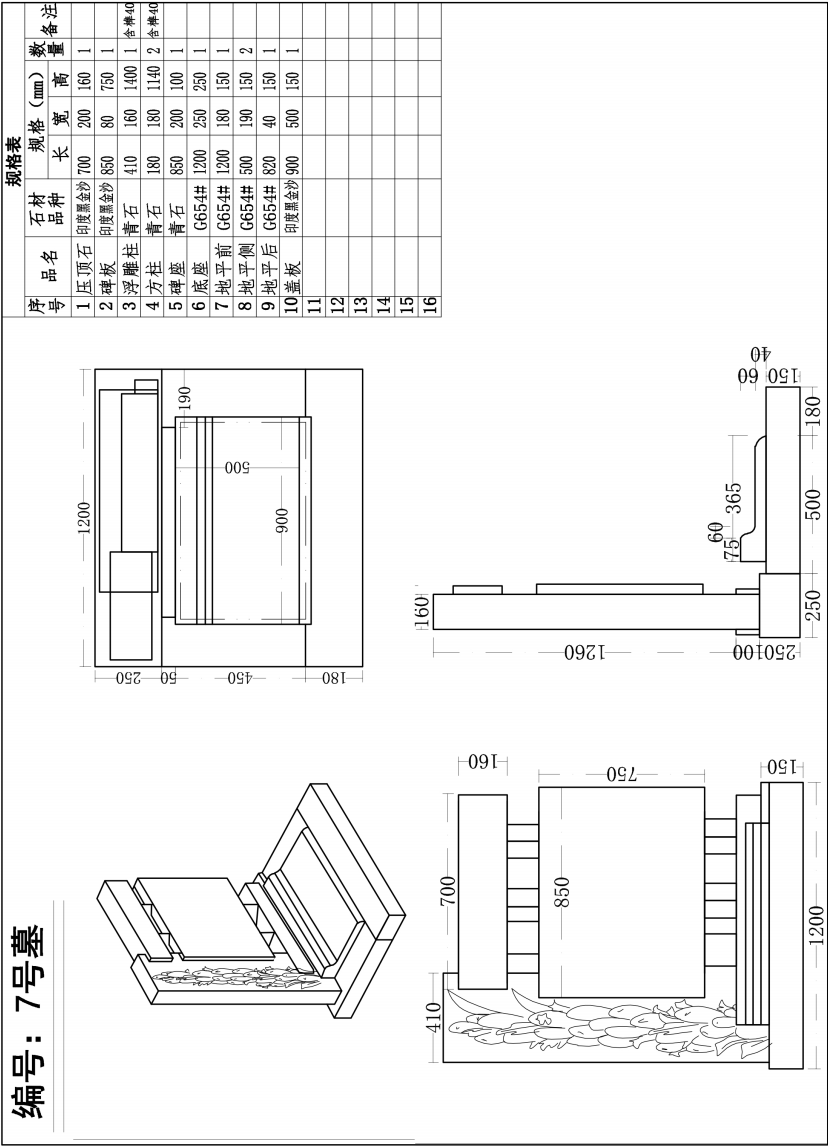 编号：7号墓
规格表
序号 品名 石材品种 规格（mm） 数量 备注
长 宽 高
1 压顶石 印度黑金沙 700 200 160 1
2 碑板 印度黑金沙 850 80 750 1
3 浮雕柱 青石 410 160 1400 1 含榫40
4 方柱 青石 180 180 1140 2 含榫40
5 碑座 青石 850 200 100 1
6 底座 G654# 1200 250 250 1
7 地平前 G654# 1200 180 150 1
8 地平侧 G654# 500 190 150 2
9 地平后 G654# 820 40 150 1
10 盖板 印度黑金沙 900 500 150 1
11
12
13
14
15
16
1200
190
500
900
250
50
450
180
410
700
160
850
750
150
1200
160
1260
250
100
75
60
365
60
40
150
250
500
180